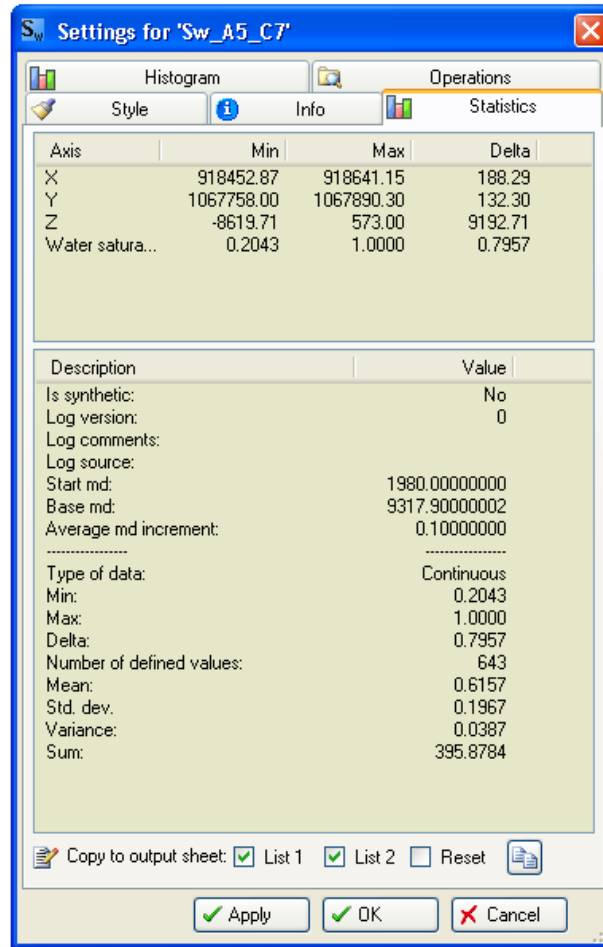 Sw Settings for 'Sw_A5_C7'
Histogram Operations
Style Info Statistics
Axis Min Max Delta
X 918452.87 918641.15 188.29
Y 1067758.00 1067890.30 132.30
Z -8619.71 573.00 9192.71
Water satura... 0.2043 1.0000 0.7957
Description Value
Is synthetic: No
Log version: 0
Log comments:
Log source:
Start md: 1980.00000000
Base md: 9317.90000002
Average md increment: 0.10000000
----------------- -----------------
Type of data: Continuous
Min: 0.2043
Max: 1.0000
Delta: 0.7957
Number of defined values: 643
Mean: 0.6157
Std. dev. 0.1967
Variance: 0.0387
Sum: 395.8784
Copy to output sheet: List 1 List 2 Reset
Apply OK Cancel